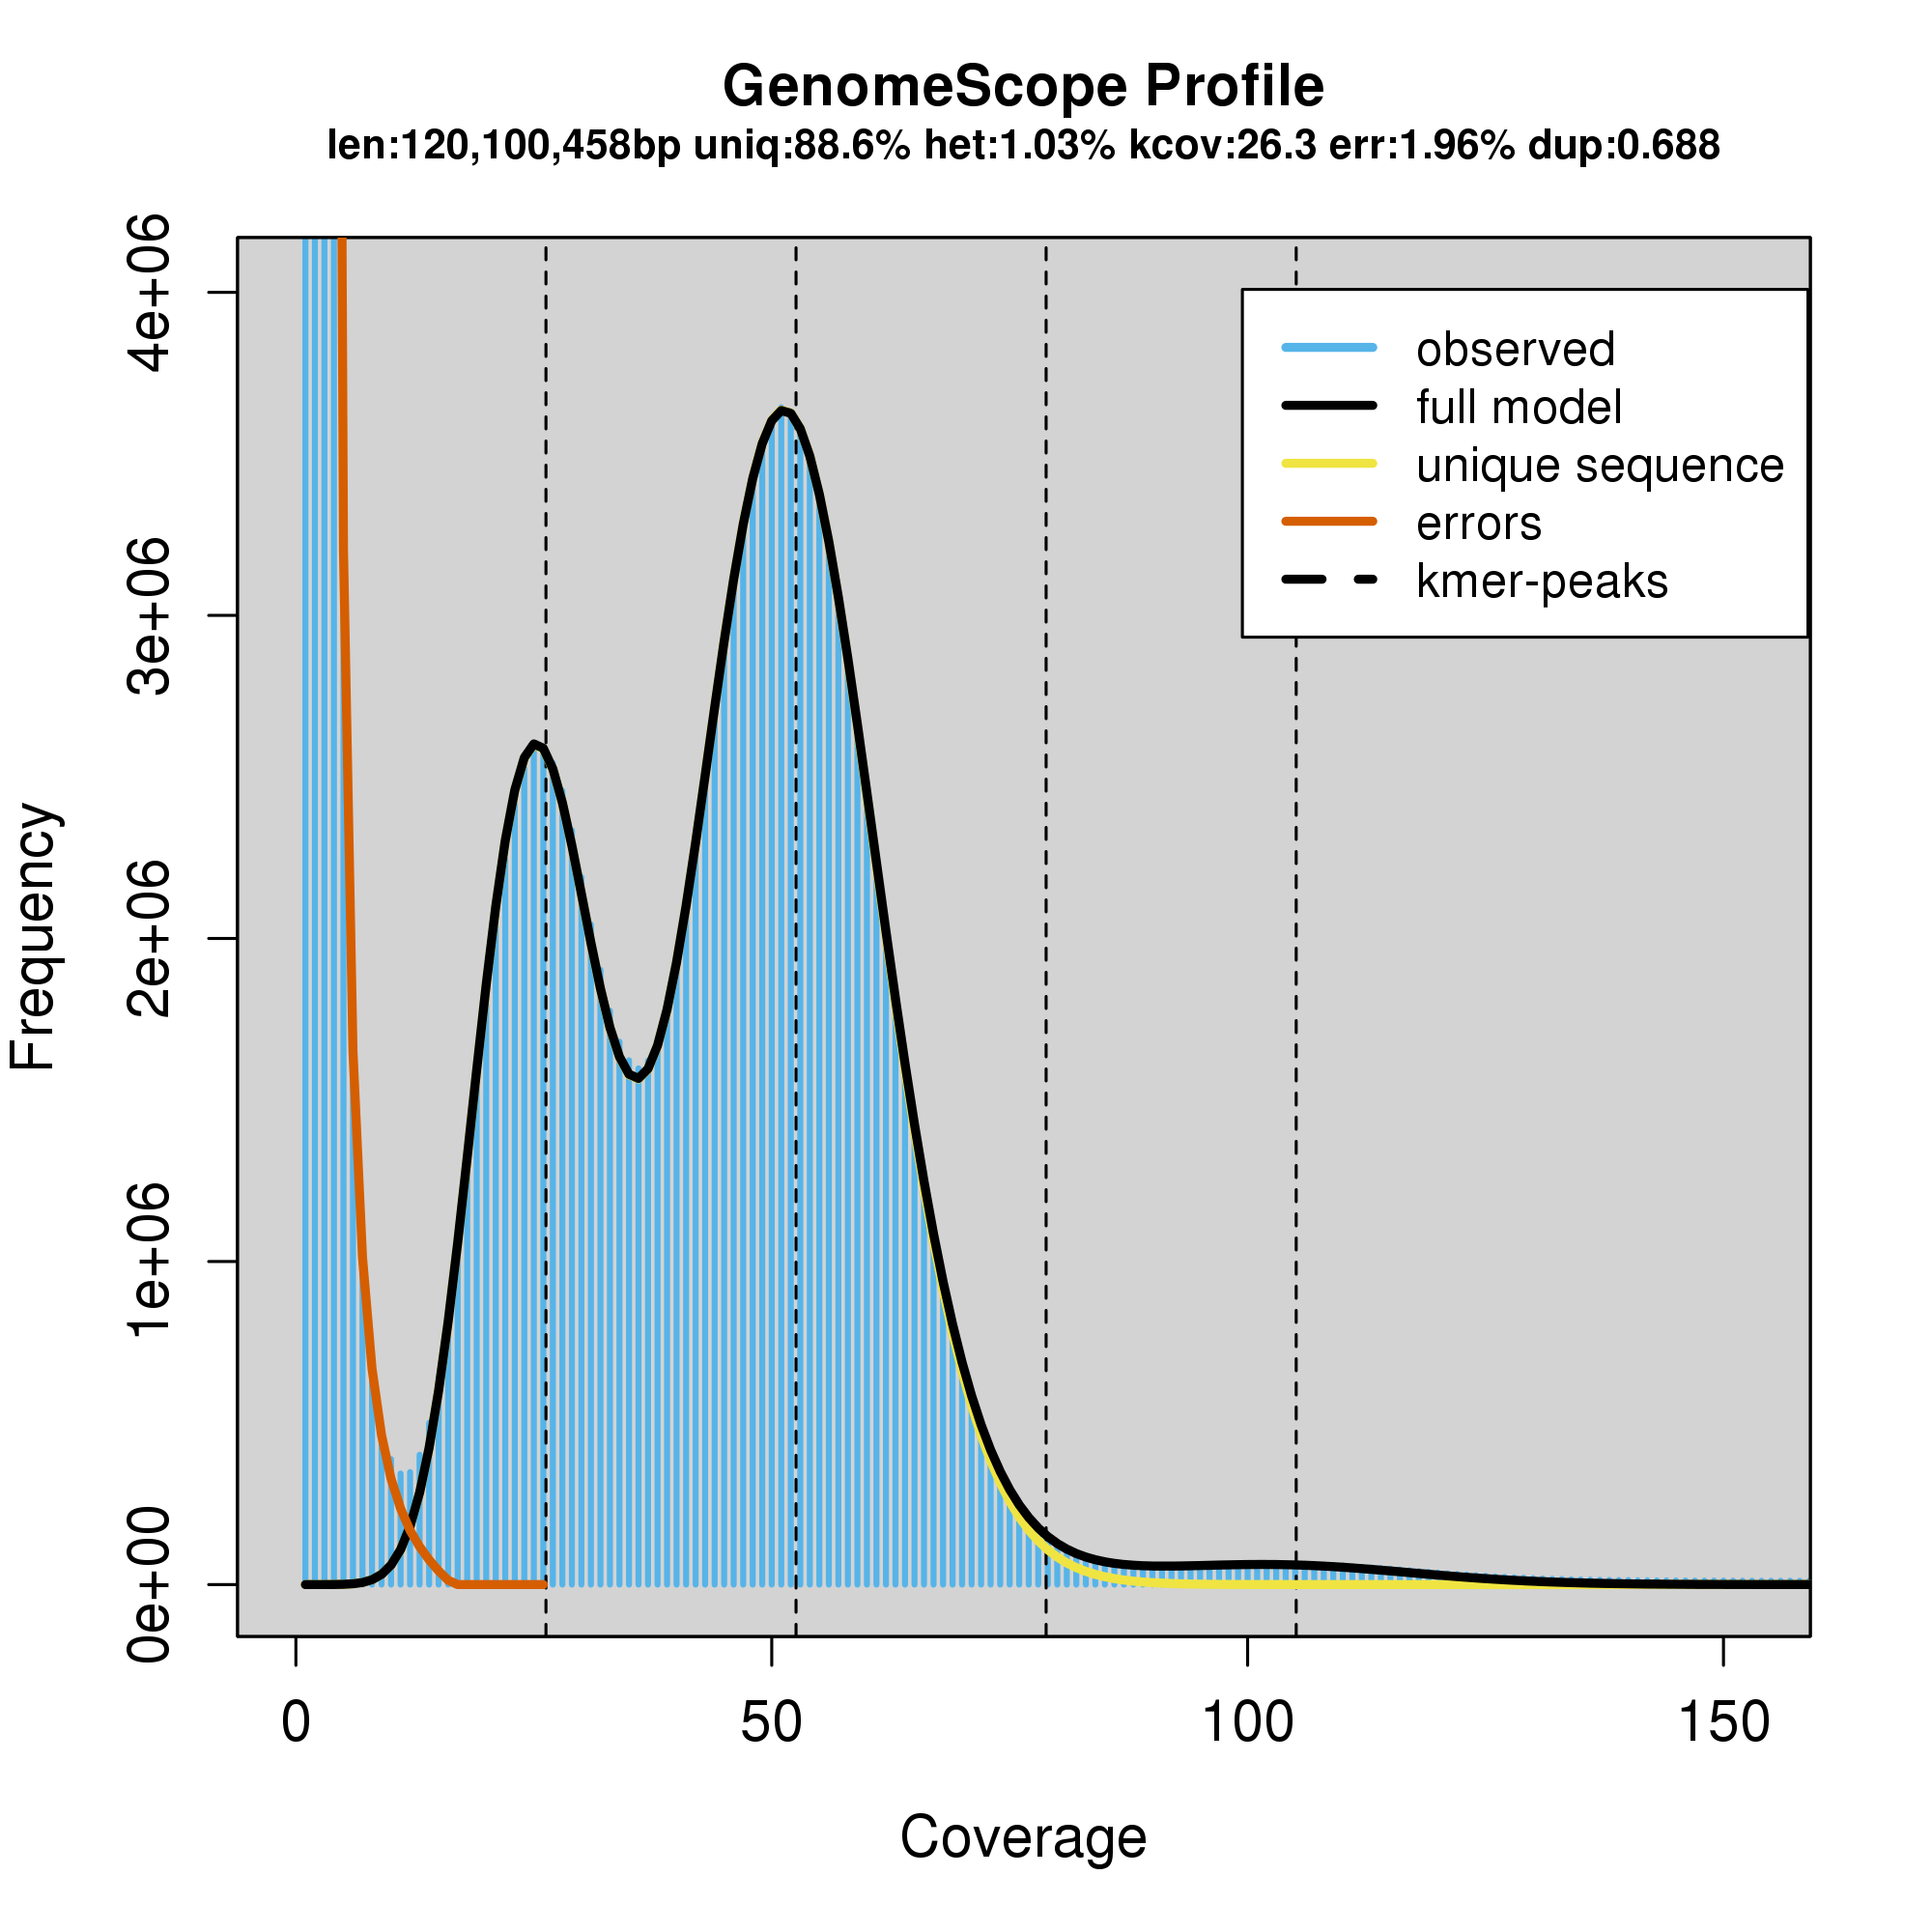 GenomeScope Profile
len:120,100,458bp uniq:88.6% het:1.03% kcov:26.3 err:1.96% dup:0.688
observed
full model
unique sequence
errors
kmer-peaks
4e+06
3e+06
2e+06
1e+06
0e+00
Frequency
0 50 100 150
Coverage